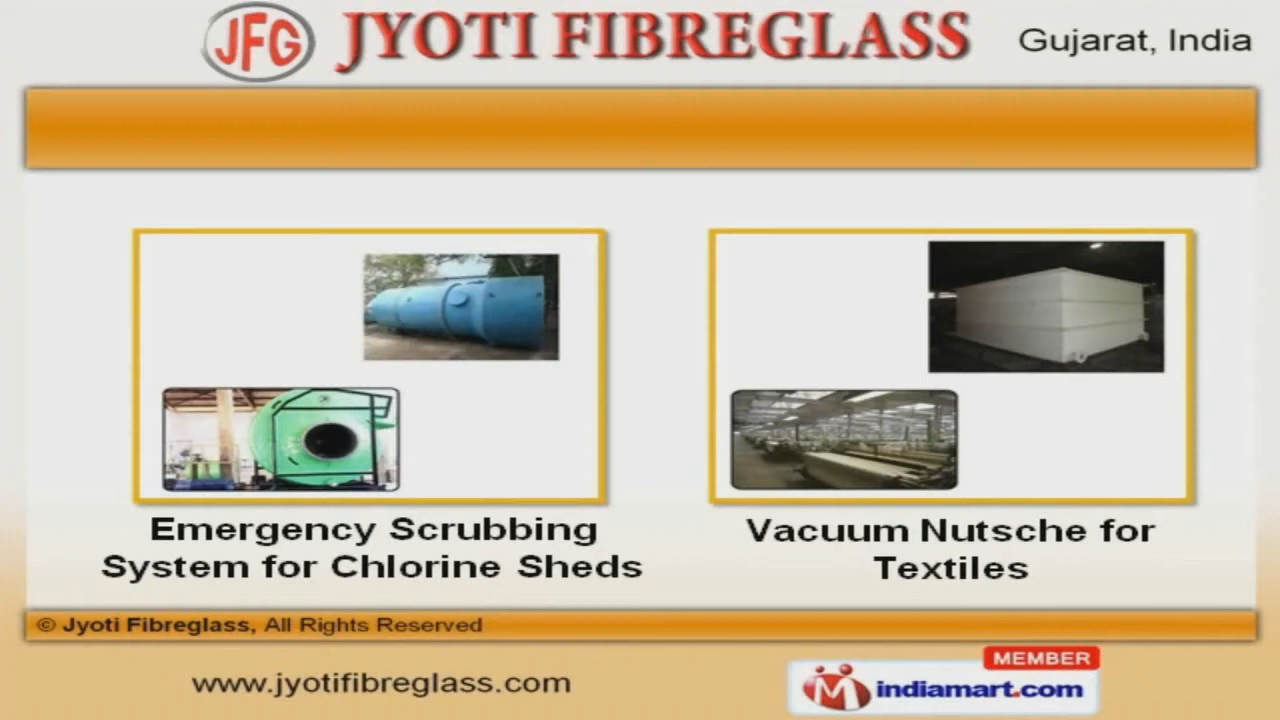 JFG JYOTI FIBREGLASS Gujarat, India
Emergency Scrubbing
System for Chlorine Sheds
Vacuum Nutsche for
Textiles
© Jyoti Fibreglass, All Rights Reserved
www.jyotifibreglass.com
MEMBER
indiamart.com